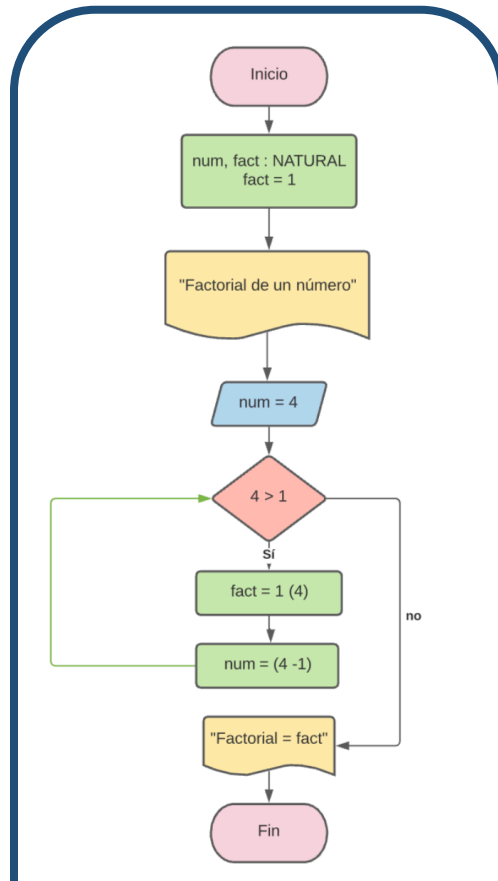 Inicio
num, fact : NATURAL
fact = 1
"Factorial de un número"
num = 4
4 > 1
Sí
fact = 1 (4)
no
num = (4 -1)
"Factorial = fact"
Fin